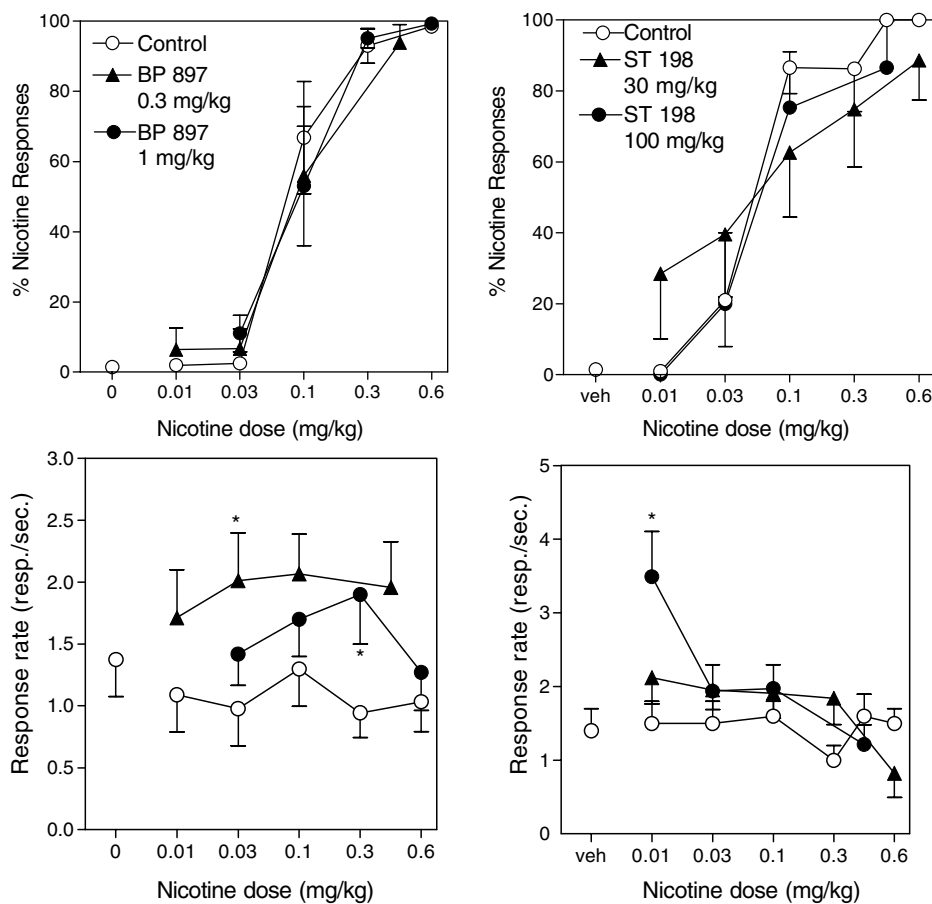 % Nicotine Responses
100
80
60
40
20
0
Control
BP 897
0.3 mg/kg
BP 897
1 mg/kg
0 0.01 0.03 0.1 0.3 0.6
Nicotine dose (mg/kg)
% Nicotine Responses
100
80
60
40
20
0
Control
ST 198
30 mg/kg
ST 198
100 mg/kg
veh 0.01 0.03 0.1 0.3 0.6
Nicotine dose (mg/kg)
Response rate (resp./sec.)
3.0
2.5
2.0
1.5
1.0
0.5
0.0
*
*
0 0.01 0.03 0.1 0.3 0.6
Nicotine dose (mg/kg)
Response rate (resp./sec.)
5
4
3
2
1
0
*
veh 0.01 0.03 0.1 0.3 0.6
Nicotine dose (mg/kg)